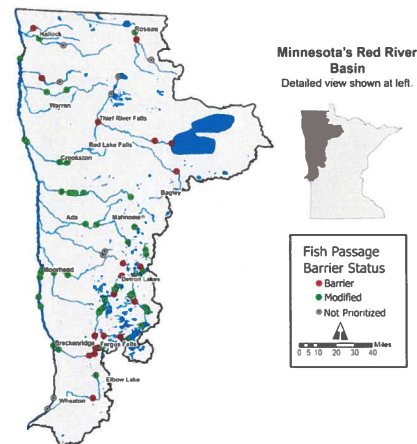 Roseau
Hallock
Warren
Thief River Falls
Red Lake Falls
Crookston
Bagley
Ada
Mahnomen
Moorhead
Detroit Lakes
Breckenridge
Fergus Falls
Elbow Lake
Wheaton
Minnesota's Red River
Basin
Detailed view shown at left.
Fish Passage
Barrier Status
Barrier
Modified
Not Prioritized
Miles
0 5 10 20 30 40